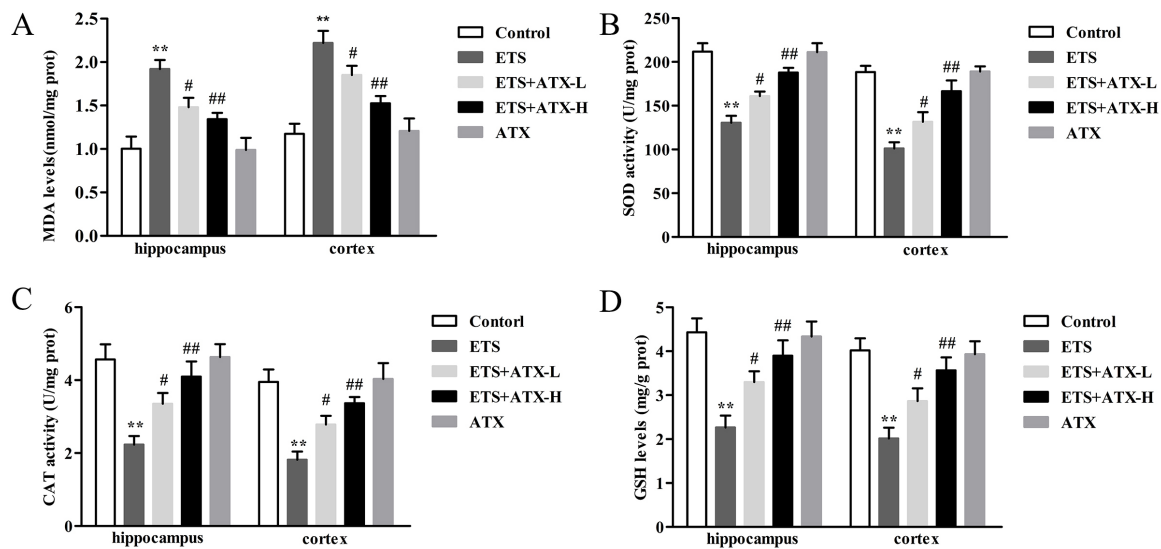 A
MDA levels(nmol/mg prot)
2.5
2.0
1.5
1.0
0.5
0.0
**
#
##
**
#
##
hippocampus
cortex
Control
ETS
ETS+ATX-L
ETS+ATX-H
ATX
B
SOD activity (U/mg prot)
250
200
150
100
50
0
**
#
##
**
#
##
hippocampus
cortex
Control
ETS
ETS+ATX-L
ETS+ATX-H
ATX
C
CAT activity (U/mg prot)
6
4
2
0
**
#
##
**
#
##
hippocampus
cortex
Contorl
ETS
ETS+ATX-L
ETS+ATX-H
ATX
D
GSH levels (mg/g prot)
5
4
3
2
1
0
**
#
##
**
#
##
hippocampus
cortex
Control
ETS
ETS+ATX-L
ETS+ATX-H
ATX